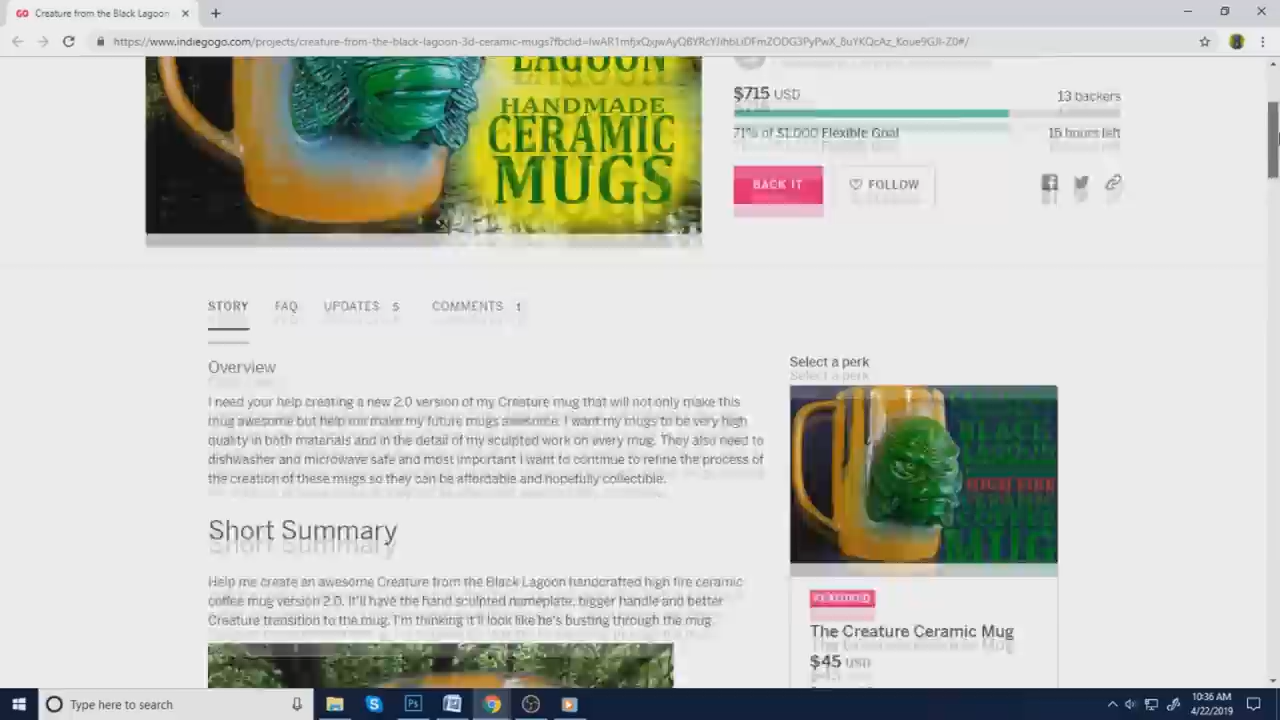 Creature from the Black Lagoon
https://www.indiegogo.com/projects/creature-from-the-black-lagoon-3d-ceramic-mugs?fbclid=
LAGOON
HANDMADE
CERAMIC
MUGS
$715 USD
13 backers
71% of $1,000 Flexible Goal
15 hours left
BACK IT
FOLLOW
STORY
FAQ
UPDATES 5
COMMENTS 1
Overview
I need your help creating a new 2.0 version of my Creature mug that will not only make this
mug awesome but help me make my future mugs awesome. I want my mugs to be very high
quality in both materials and in the detail of my sculpted work on every mug. They also need to
dishwasher and microwave safe and most important I want to continue to refine the process of
the creation of these mugs so they can be affordable and hopefully collectible.
Short Summary
Help me create an awesome Creature from the Black Lagoon handcrafted high fire ceramic
coffee mug version 2.0. It'll have the hand sculpted nameplate, bigger handle and better
Creature transition to the mug. I'm thinking it'll look like he's busting through the mug.
Select a perk
BLACK
LAGOON
HIGH FIRE
CERAMIC
MUG
FEATURED
The Creature Ceramic Mug
$45 USD
Type here to search
10:36 AM
4/22/2019